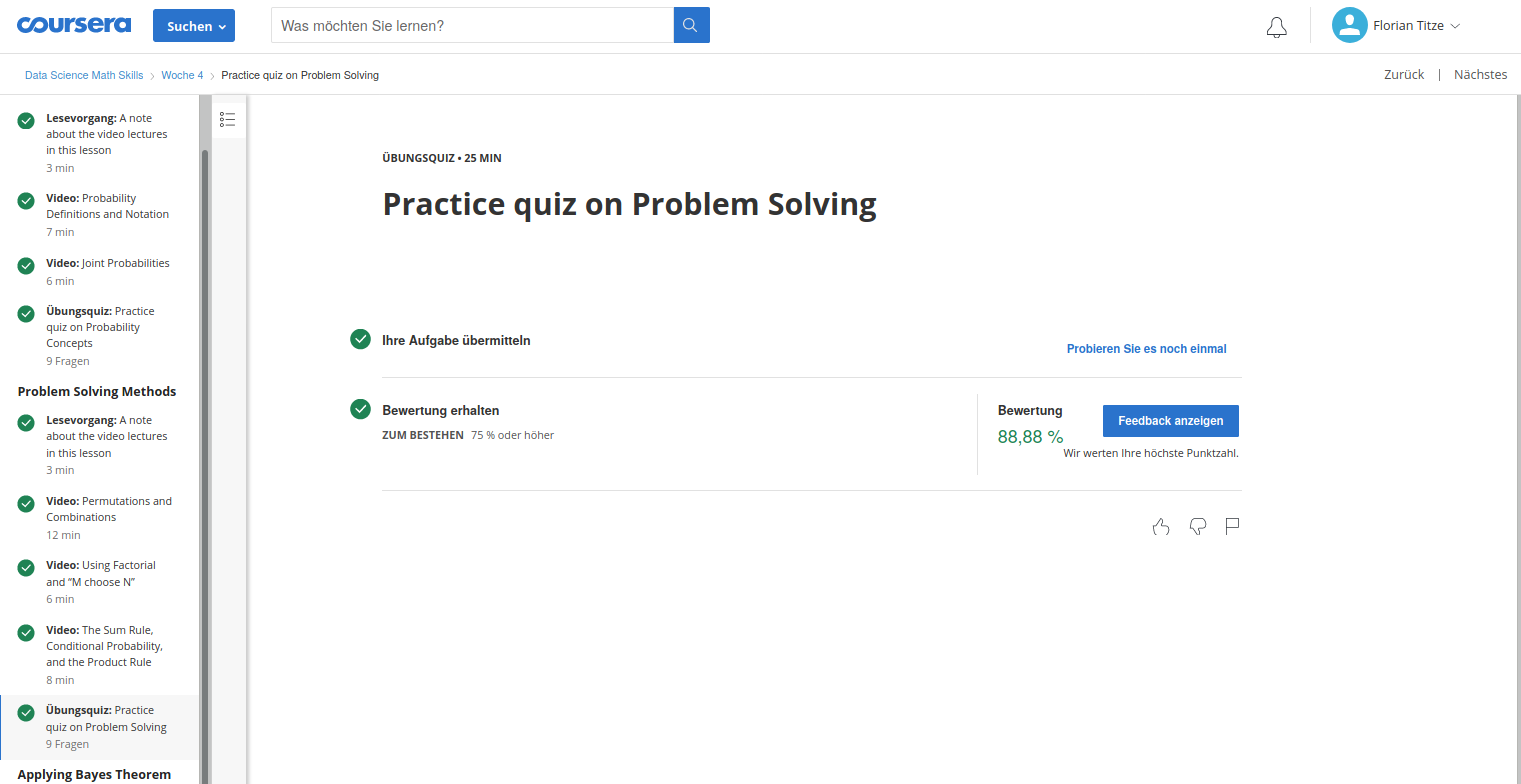 coursera
Suchen
Was möchten Sie lernen?
Florian Titze
Data Science Math Skills
Woche 4
Practice quiz on Problem Solving
Zurück | Nächstes
Lesevorgang: A note
about the video lectures
in this lesson
3 min
Video: Probability
Definitions and Notation
7 min
Video: Joint Probabilities
6 min
Übungsquiz: Practice
quiz on Probability
Concepts
9 Fragen
Problem Solving Methods
Lesevorgang: A note
about the video lectures
in this lesson
3 min
Video: Permutations and
Combinations
12 min
Video: Using Factorial
and “M choose N”
6 min
Video: The Sum Rule,
Conditional Probability,
and the Product Rule
8 min
Übungsquiz: Practice
quiz on Problem Solving
9 Fragen
Applying Bayes Theorem
ÜBUNGSQUIZ • 25 MIN
Practice quiz on Problem Solving
Ihre Aufgabe übermitteln
Probieren Sie es noch einmal
Bewertung erhalten
ZUM BESTEHEN 75 % oder höher
Bewertung
88,88 %
Feedback anzeigen
Wir werten Ihre höchste Punktzahl.